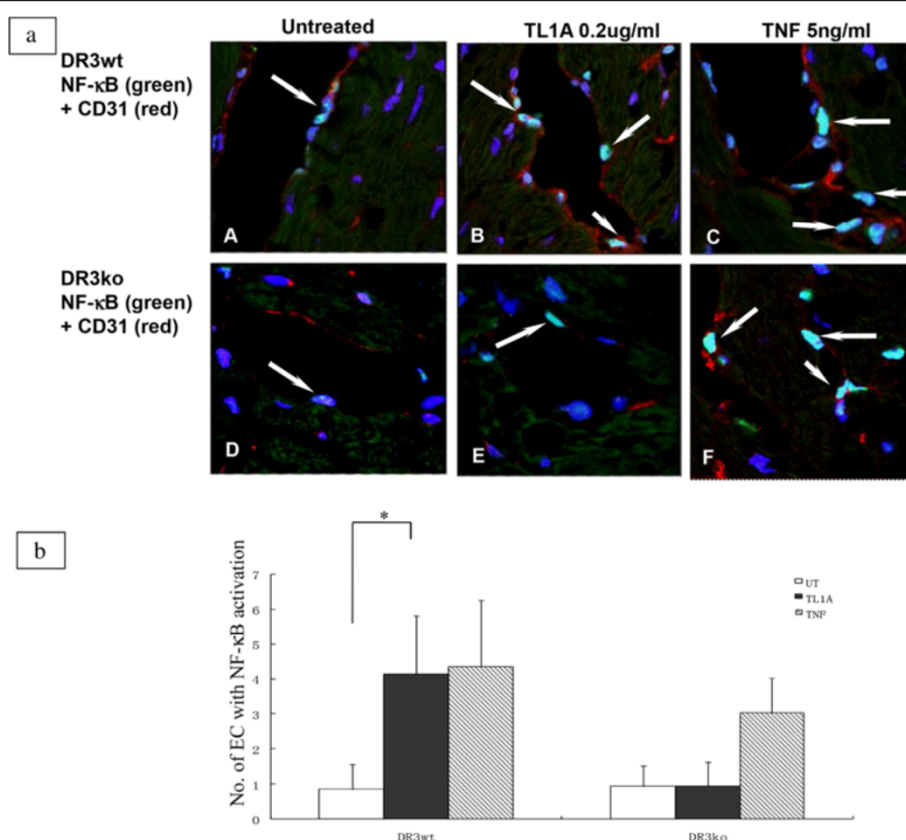 a
Untreated
TL1A 0.2ug/ml
TNF 5ng/ml
DR3wt
NF-κB (green)
+ CD31 (red)
A
B
C
DR3ko
NF-κB (green)
+ CD31 (red)
D
E
F
b
*
No. of EC with NF-κB activation
7
6
5
4
3
2
1
0
UT
TL1A
TNF
DR3wt
DR3ko